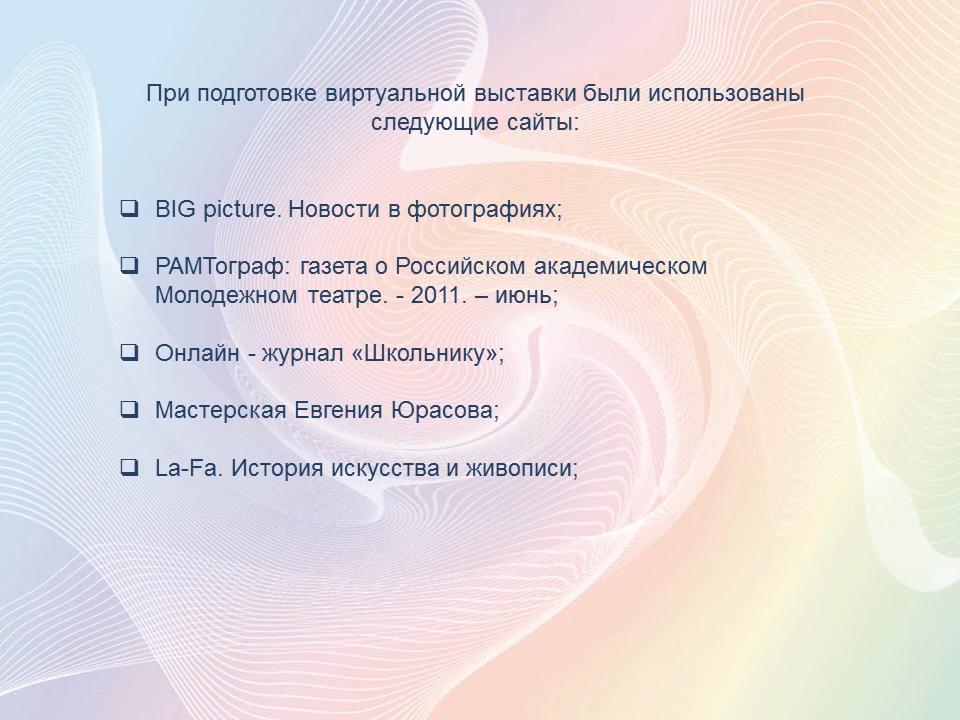 При подготовке виртуальной выставки были использованы
следующие сайты:
BIG picture. Новости в фотографиях;
РАМТограф: газета о Российском академическом
Молодежном театре. - 2011. – июнь;
Онлайн - журнал «Школьнику»;
Мастерская Евгения Юрасова;
La-Fa. История искусства и живописи;